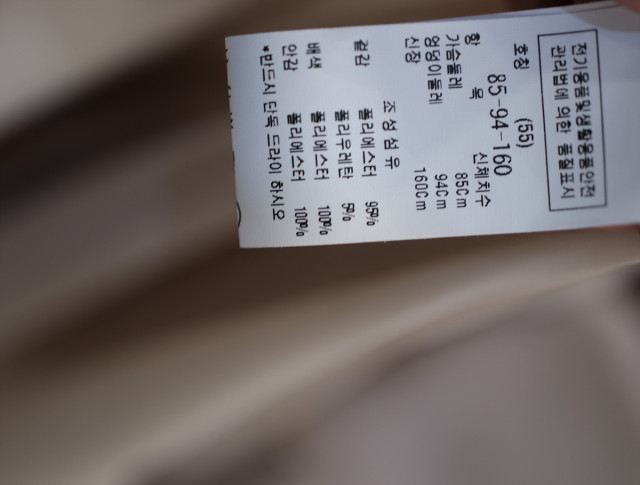 전기용품및생활용품안전
관리법에 의한 품질표시
호칭 (55)
85-94-160
항 목 신체치수
가슴둘레 85Cm
엉덩이둘레 94Cm
신장 160Cm
조성섬유
겉감 폴리에스터 95%
폴리우레탄 5%
배색 폴리에스터 100%
안감 폴리에스터 100%
*반드시 단독 드라이 하시오